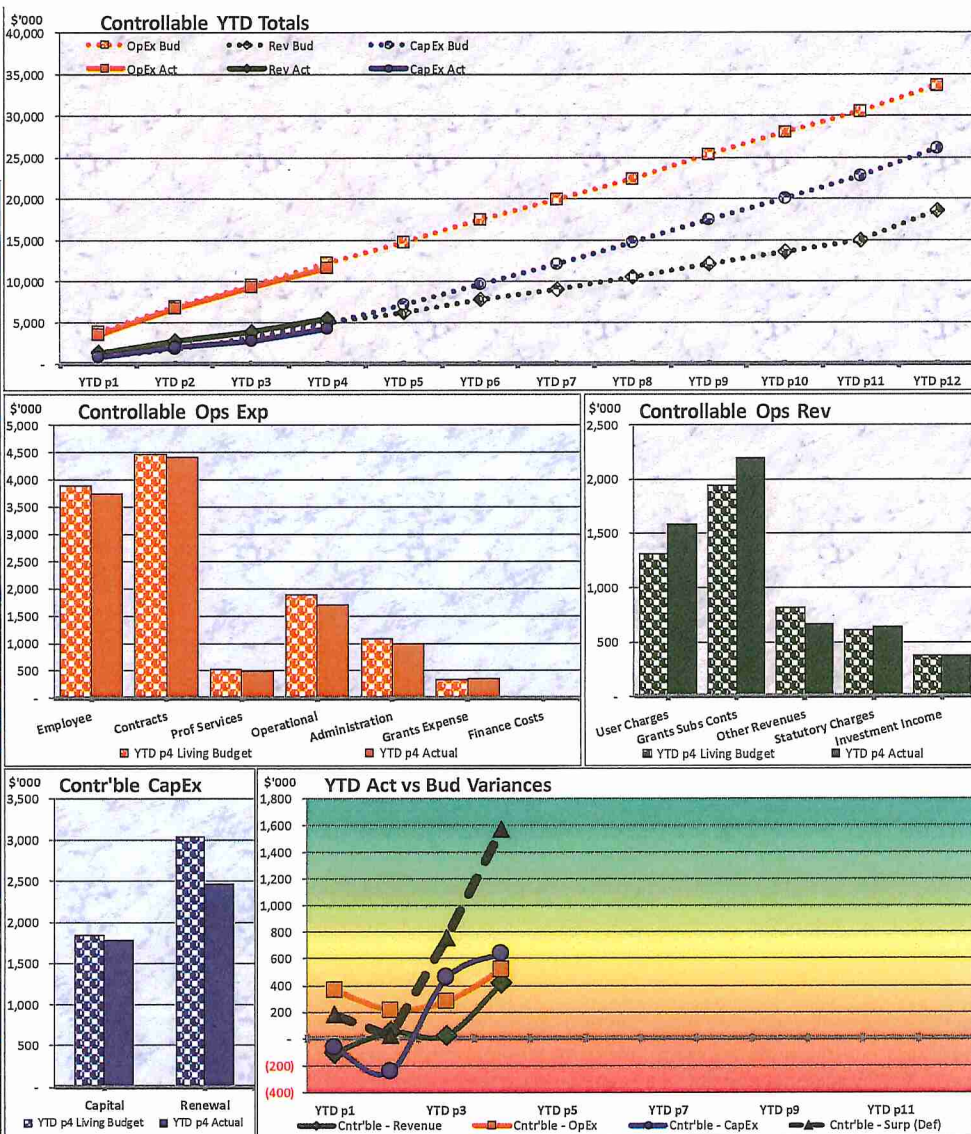 $'000
Controllable YTD Totals
40,000
35,000
30,000
25,000
20,000
15,000
10,000
5,000
-
OpEx Bud
Rev Bud
CapEx Bud
OpEx Act
Rev Act
CapEx Act
YTD p1 YTD p2 YTD p3 YTD p4 YTD p5 YTD p6 YTD p7 YTD p8 YTD p9 YTD p10 YTD p11 YTD p12
$'000
Controllable Ops Exp
5,000
4,500
4,000
3,500
3,000
2,500
2,000
1,500
1,000
500
-
Employee
Contracts
Prof Services
Operational
Administration
Grants Expense
Finance Costs
YTD p4 Living Budget
YTD p4 Actual
$'000
Controllable Ops Rev
2,500
2,000
1,500
1,000
500
-
User Charges
Grants Subs Conts
Other Revenues
Statutory Charges
Investment Income
YTD p4 Living Budget
YTD p4 Actual
$'000
Contr'ble CapEx
3,500
3,000
2,500
2,000
1,500
1,000
500
-
Capital
Renewal
YTD p4 Living Budget
YTD p4 Actual
$'000
YTD Act vs Bud Variances
1,800
1,600
1,400
1,200
1,000
800
600
400
200
-
(200)
(400)
YTD p1 YTD p3 YTD p5 YTD p7 YTD p9 YTD p11
Cntr'ble - Revenue
Cntr'ble - OpEx
Cntr'ble - CapEx
Cntr'ble - Surp (Def)